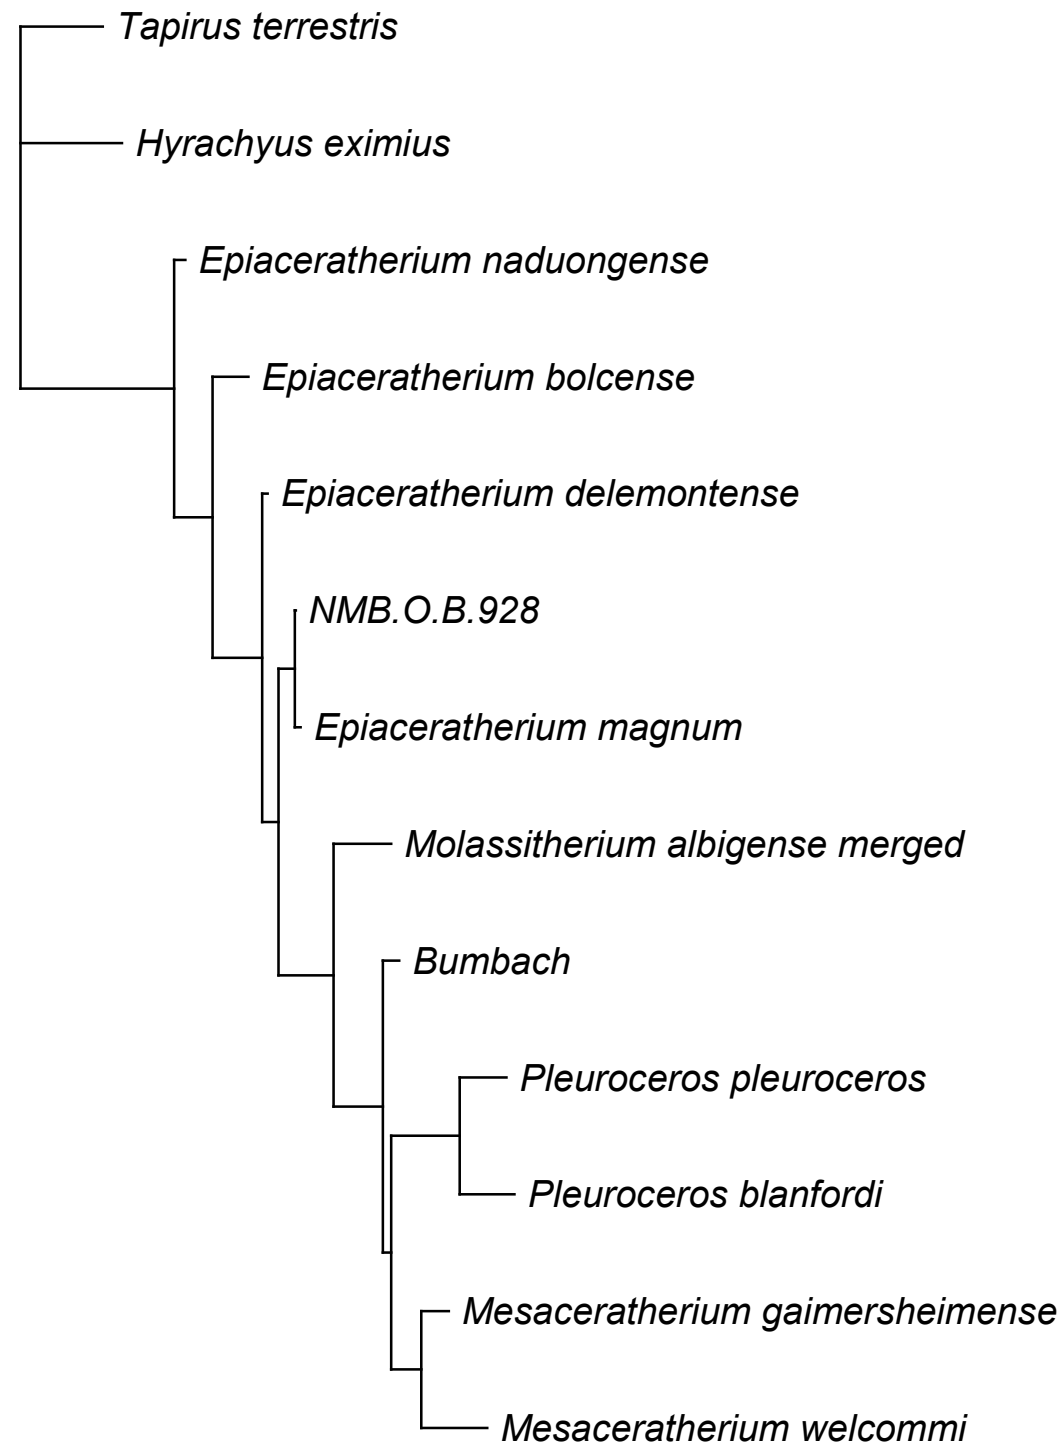 Tapirus terrestris
Hyrachyus eximius
Epiaceratherium naduongense
Epiaceratherium bolcense
Epiaceratherium delemontense
NMB.O.B.928
Epiaceratherium magnum
Molassitherium albigense merged
Bumbach
Pleuroceros pleuroceros
Pleuroceros blanfordi
Mesaceratherium gaimersheimense
Mesaceratherium welcommi